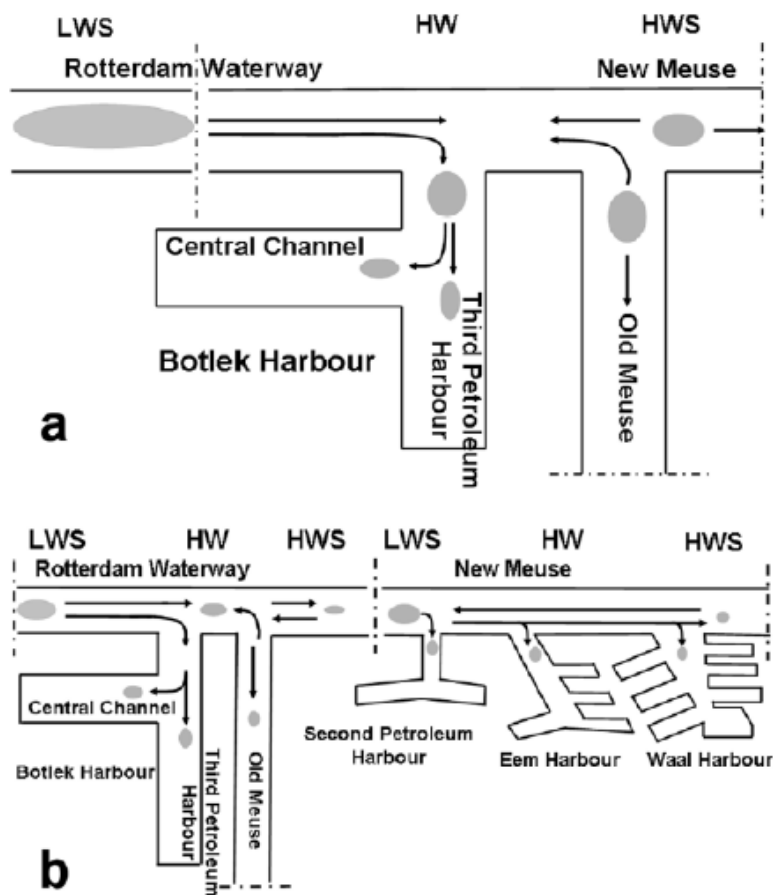 LWS HW HWS
Rotterdam Waterway New Meuse
Central Channel
Third Petroleum
Harbour
Old Meuse
Botlek Harbour
a
LWS HW HWS LWS HW HWS
Rotterdam Waterway New Meuse
Central Channel
Botlek Harbour
Harbour
Third Petroleum
Old Meuse
Second Petroleum
Harbour
Eem Harbour
Waal Harbour
b